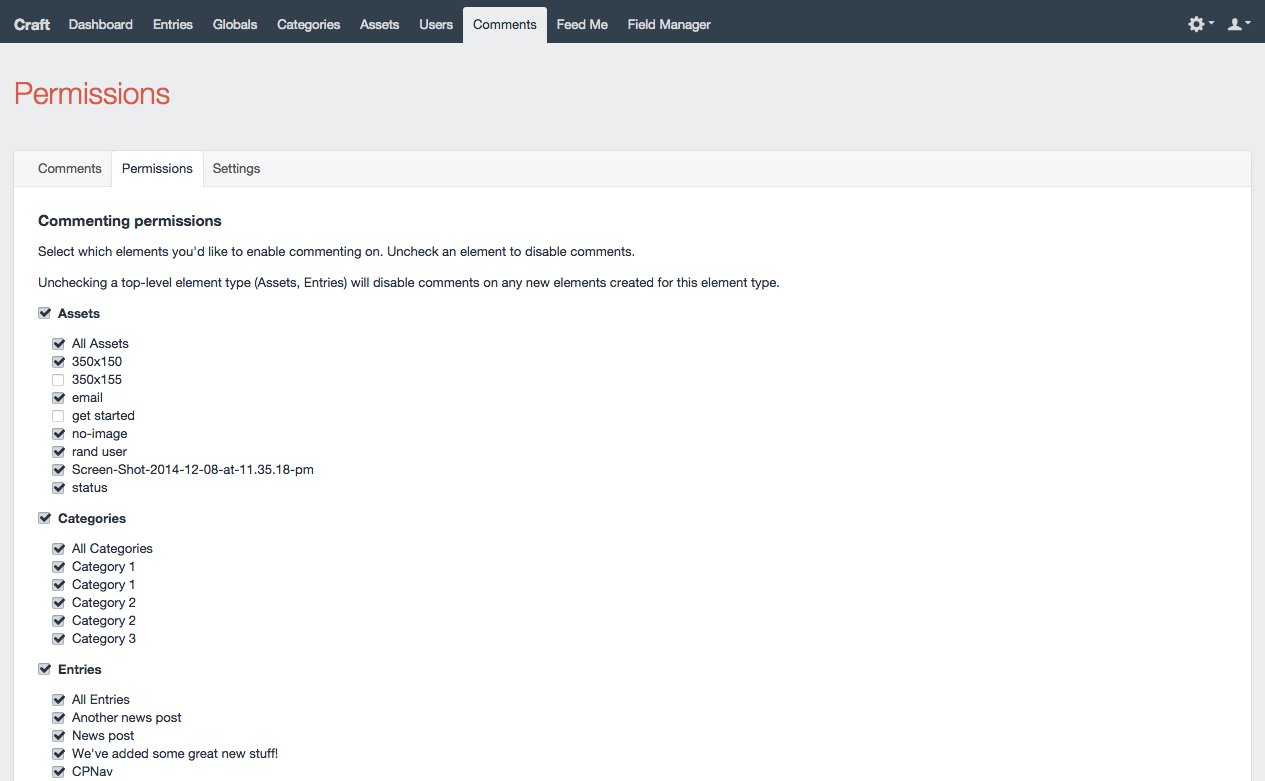 Craft Dashboard Entries Globals Categories Assets Users Comments Feed Me Field Manager
Permissions
Comments Permissions Settings
Commenting permissions
Select which elements you'd like to enable commenting on. Uncheck an element to disable comments.
Unchecking a top-level element type (Assets, Entries) will disable comments on any new elements created for this element type.
Assets
All Assets
350x150
350x155
email
get started
no-image
rand user
Screen-Shot-2014-12-08-at-11.35.18-pm
status
Categories
All Categories
Category 1
Category 1
Category 2
Category 2
Category 3
Entries
All Entries
Another news post
News post
We've added some great new stuff!
CPNav